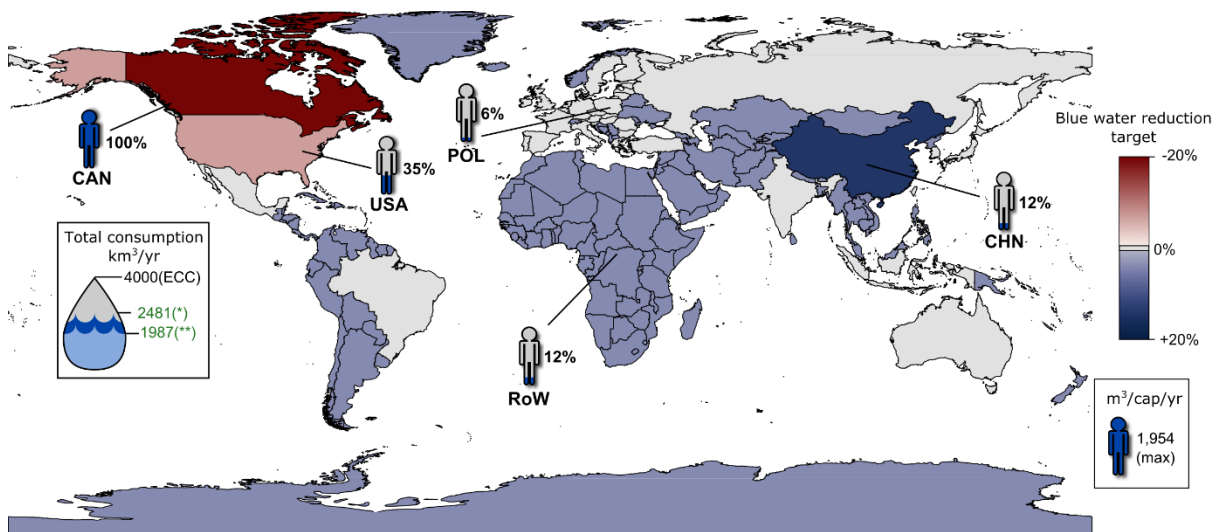 100%
CAN
6%
POL
35%
USA
12%
CHN
12%
RoW
Total consumption
km³/yr
4000(ECC)
2481(*)
1987(**)
Blue water reduction
target
-20%
0%
+20%
m³/cap/yr
1,954
(max)